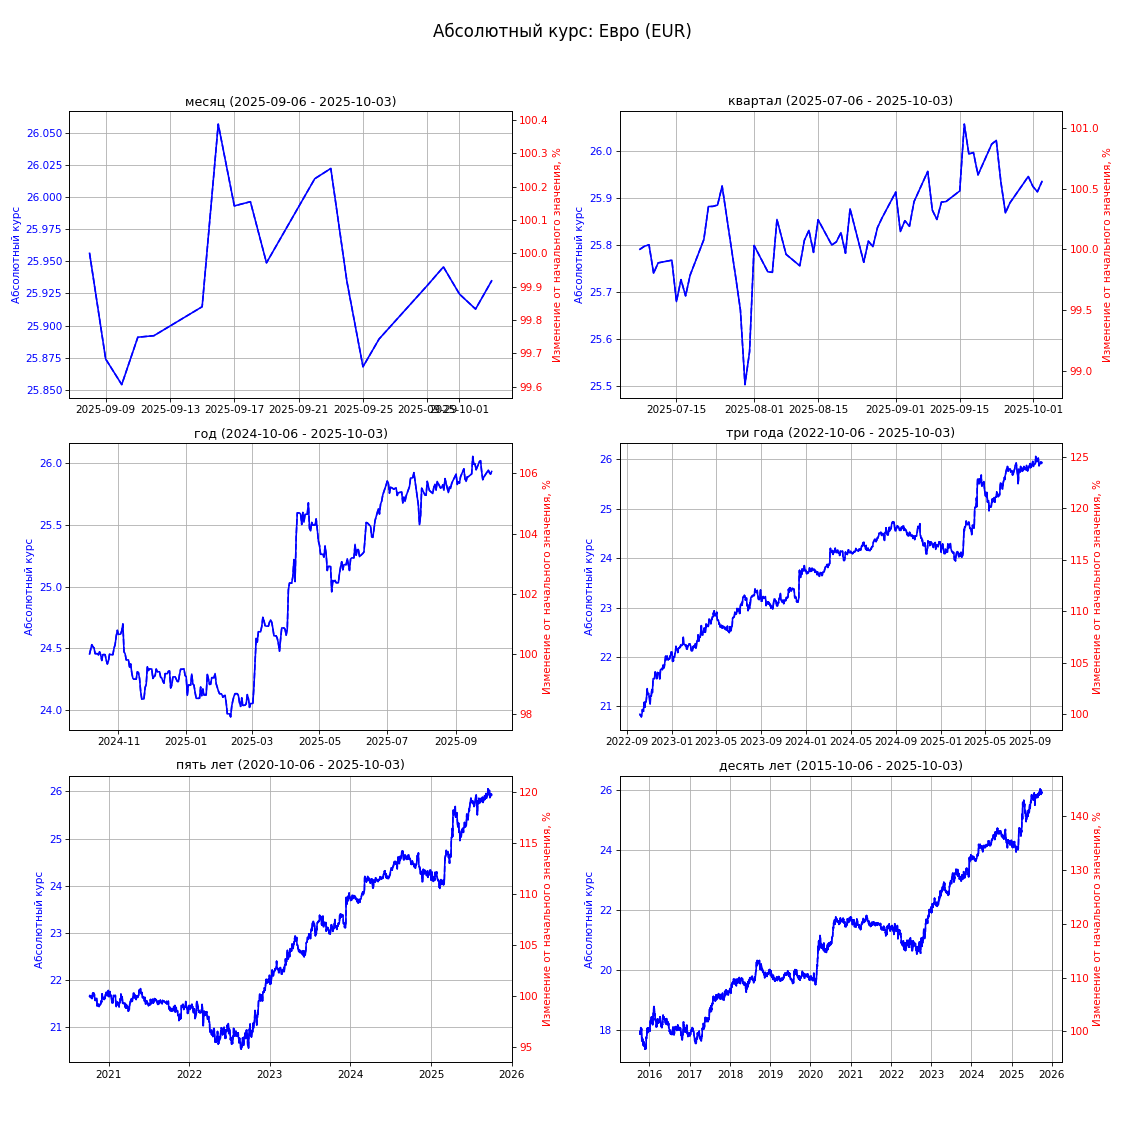 Абсолютный курс: Евро (EUR)
месяц (2025-09-06 - 2025-10-03)
Абсолютный курс
26.050
26.025
26.000
25.975
25.950
25.925
25.900
25.875
25.850
100.4
100.3
100.2
100.1
100.0
99.9
99.8
99.7
99.6
Изменение от начального значения, %
2025-09-09 2025-09-13 2025-09-17 2025-09-21 2025-09-25 2025-09-29 2025-10-01
квартал (2025-07-06 - 2025-10-03)
Абсолютный курс
26.0
25.9
25.8
25.7
25.6
25.5
101.0
100.5
100.0
99.5
99.0
Изменение от начального значения, %
2025-07-15 2025-08-01 2025-08-15 2025-09-01 2025-09-15 2025-10-01
год (2024-10-06 - 2025-10-03)
Абсолютный курс
26.0
25.5
25.0
24.5
24.0
106
104
102
100
98
Изменение от начального значения, %
2024-11 2025-01 2025-03 2025-05 2025-07 2025-09
три года (2022-10-06 - 2025-10-03)
Абсолютный курс
26
25
24
23
22
21
125
120
115
110
105
100
Изменение от начального значения, %
2022-09 2023-01 2023-05 2023-09 2024-01 2024-05 2024-09 2025-01 2025-05 2025-09
пять лет (2020-10-06 - 2025-10-03)
Абсолютный курс
26
25
24
23
22
21
120
115
110
105
100
95
Изменение от начального значения, %
2021 2022 2023 2024 2025 2026
десять лет (2015-10-06 - 2025-10-03)
Абсолютный курс
26
24
22
20
18
140
130
120
110
100
Изменение от начального значения, %
2016 2017 2018 2019 2020 2021 2022 2023 2024 2025 2026